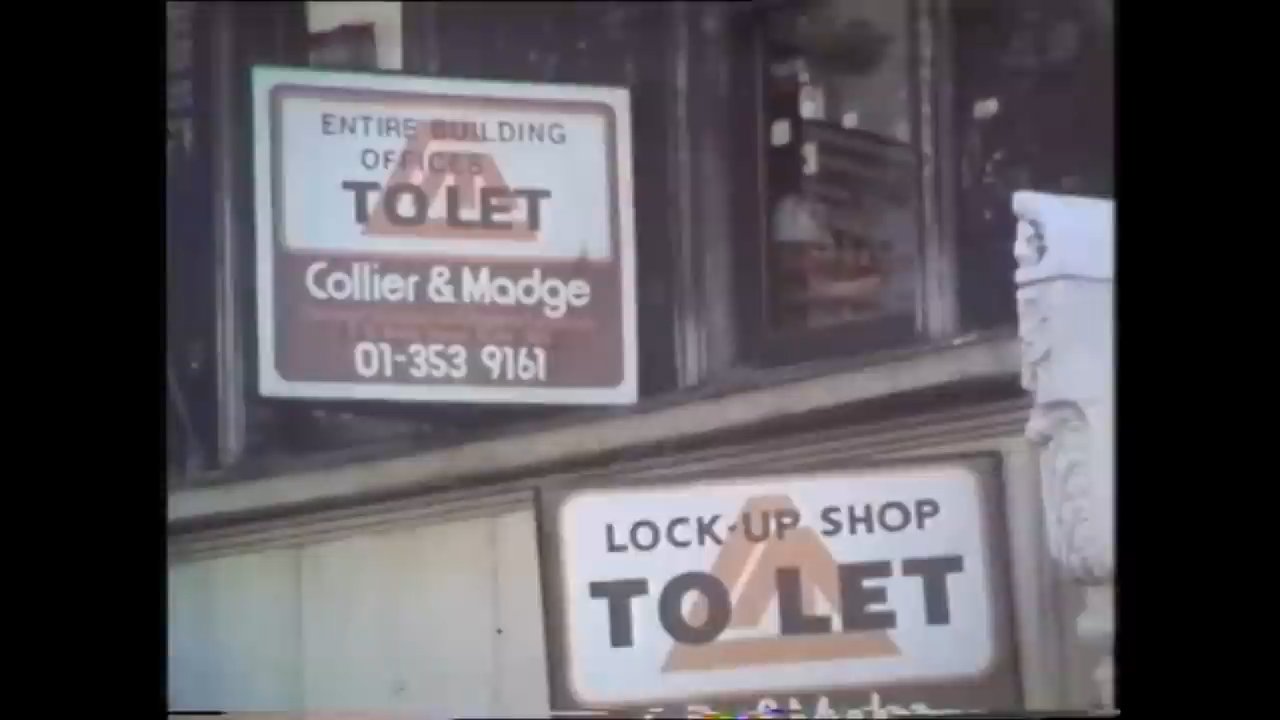 ENTIRE BUILDING
OFFICES
TO LET
Collier & Madge
01-353 9161
LOCK-UP SHOP
TO LET